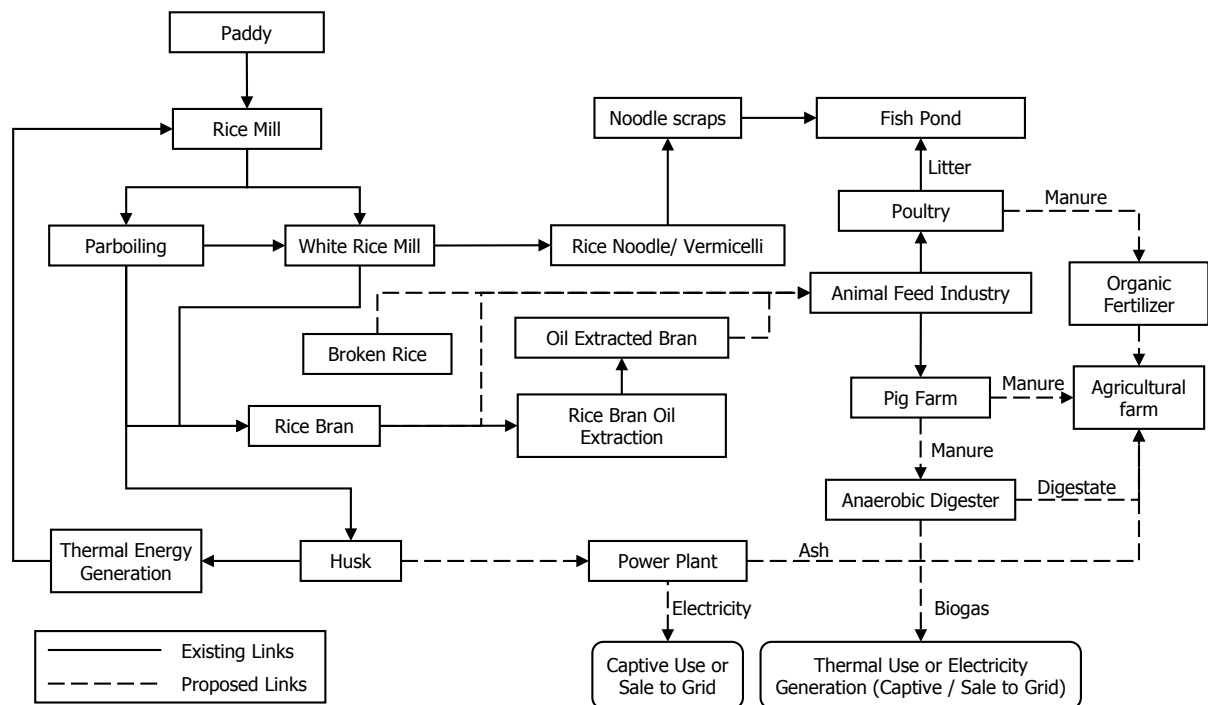 Paddy
Rice Mill
Noodle scraps
Fish Pond
Litter
Parboiling
White Rice Mill
Rice Noodle/ Vermicelli
Poultry
Manure
Animal Feed Industry
Organic
Fertilizer
Broken Rice
Oil Extracted Bran
Rice Bran
Rice Bran Oil
Extraction
Pig Farm
Manure
Agricultural
farm
Manure
Anaerobic Digester
Digestate
Thermal Energy
Generation
Husk
Power Plant
Ash
Electricity
Biogas
Existing Links
Proposed Links
Captive Use or
Sale to Grid
Thermal Use or Electricity
Generation (Captive / Sale to Grid)